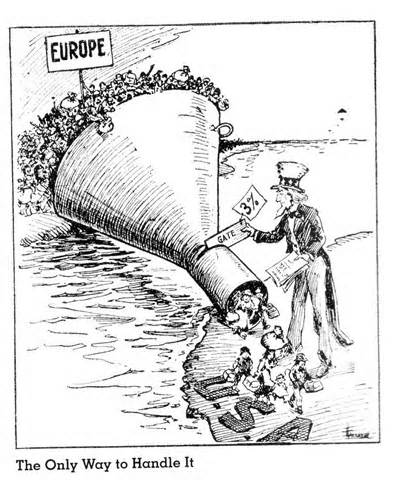 EUROPE
3%
GATE
USA
The Only Way to Handle It